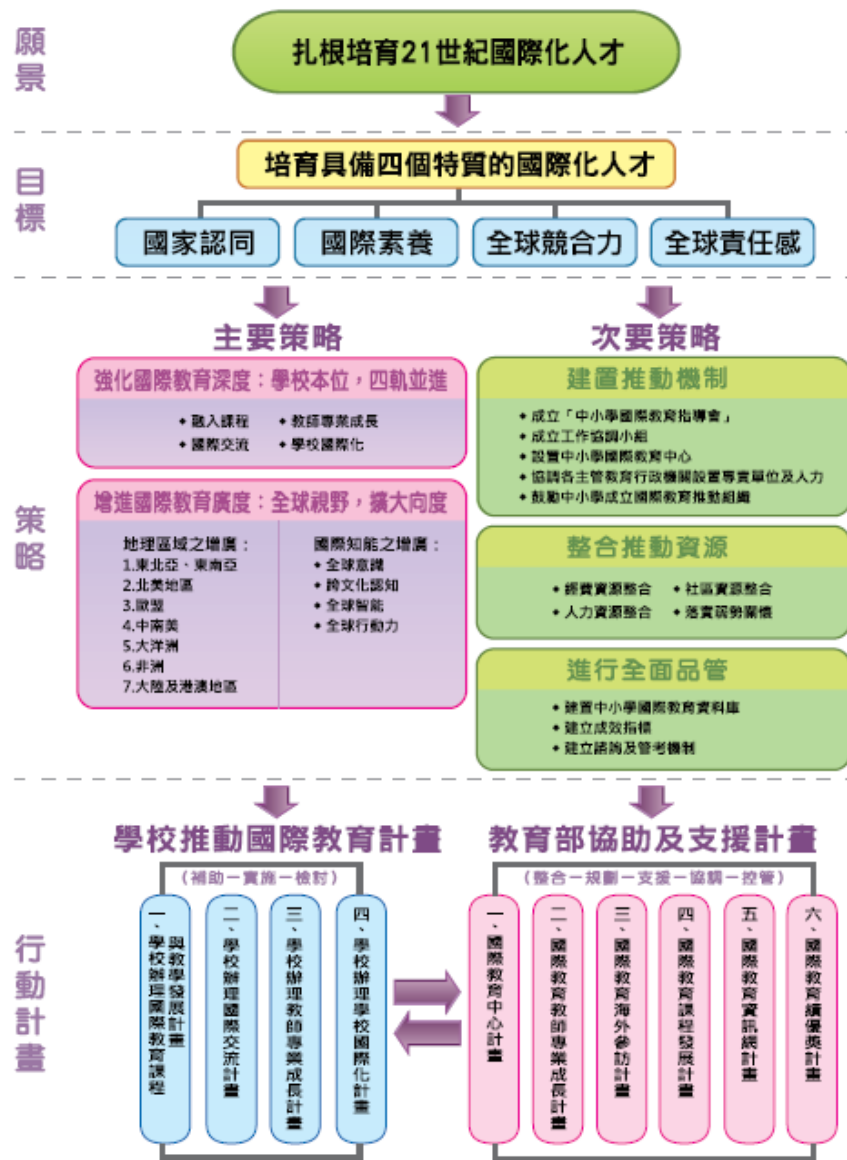 願景
扎根培育21世紀國際化人才
目標
培育具備四個特質的國際化人才
國家認同
國際素養
全球競合力
全球責任感
策略
主要策略
強化國際教育深度：學校本位，四軌並進
◆融入課程 ◆教師專業成長
◆國際交流 ◆學校國際化
增進國際教育廣度：全球視野，擴大向度
地理區域之增廣：
1.東北亞、東南亞
2.北美地區
3.歐盟
4.中南美
5.大洋洲
6.非洲
7.大陸及港澳地區
國際知能之增廣：
◆全球意識
◆跨文化認知
◆全球智能
◆全球行動力
次要策略
建置推動機制
◆成立「中小學國際教育指導會」
◆成立工作協調小組
◆設置中小學國際教育中心
◆協調各主管教育行政機關設置專責單位及人力
◆鼓勵中小學成立國際教育推動組織
整合推動資源
◆經費資源整合 ◆社區資源整合
◆人力資源整合 ◆落實弱勢關懷
進行全面品管
◆建置中小學國際教育資料庫
◆建立成效指標
◆建立諮詢及管考機制
行動計畫
學校推動國際教育計畫
（補助－實施－檢討）
一、學校辦理國際教育課程
與教學發展計畫
二、學校辦理國際交流計畫
三、學校辦理教師專業成長計畫
四、學校辦理學校國際化計畫
教育部協助及支援計畫
（整合－規劃－支援－協調－控管）
一、國際教育中心計畫
二、國際教育教師專業成長計畫
三、國際教育海外參訪計畫
四、國際教育課程發展計畫
五、國際教育資訊網計畫
六、國際教育績優獎計畫